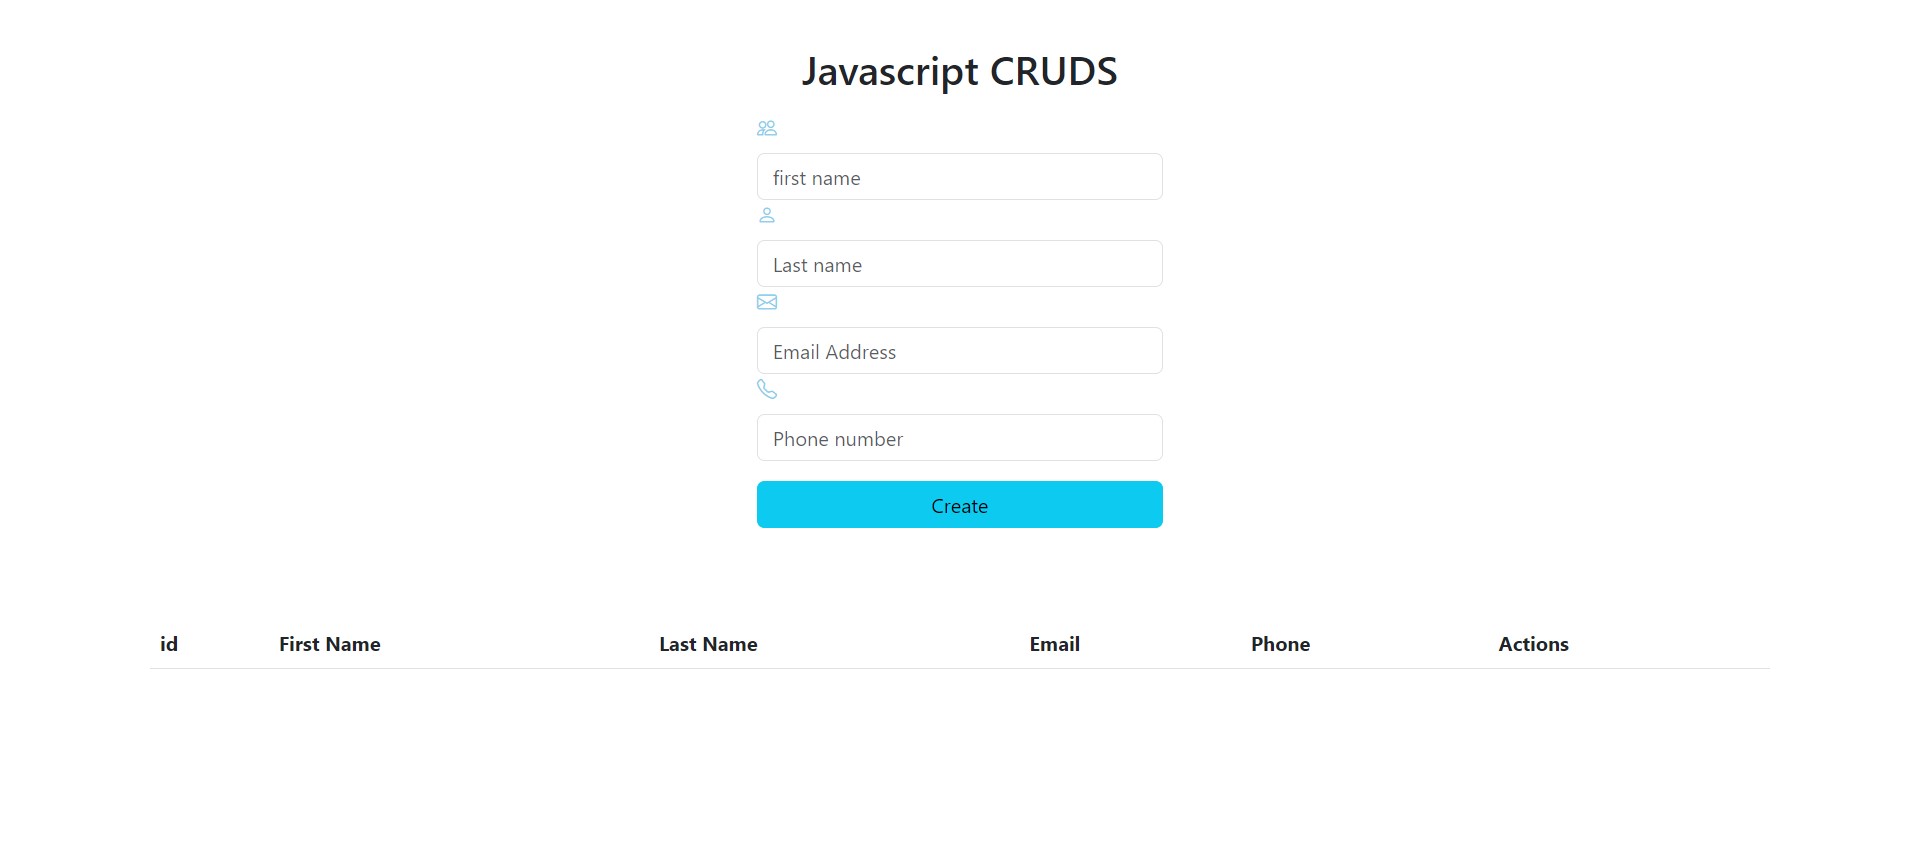 Javascript CRUDS
first name
Last name
Email Address
Phone number
Create
id First Name Last Name Email Phone Actions